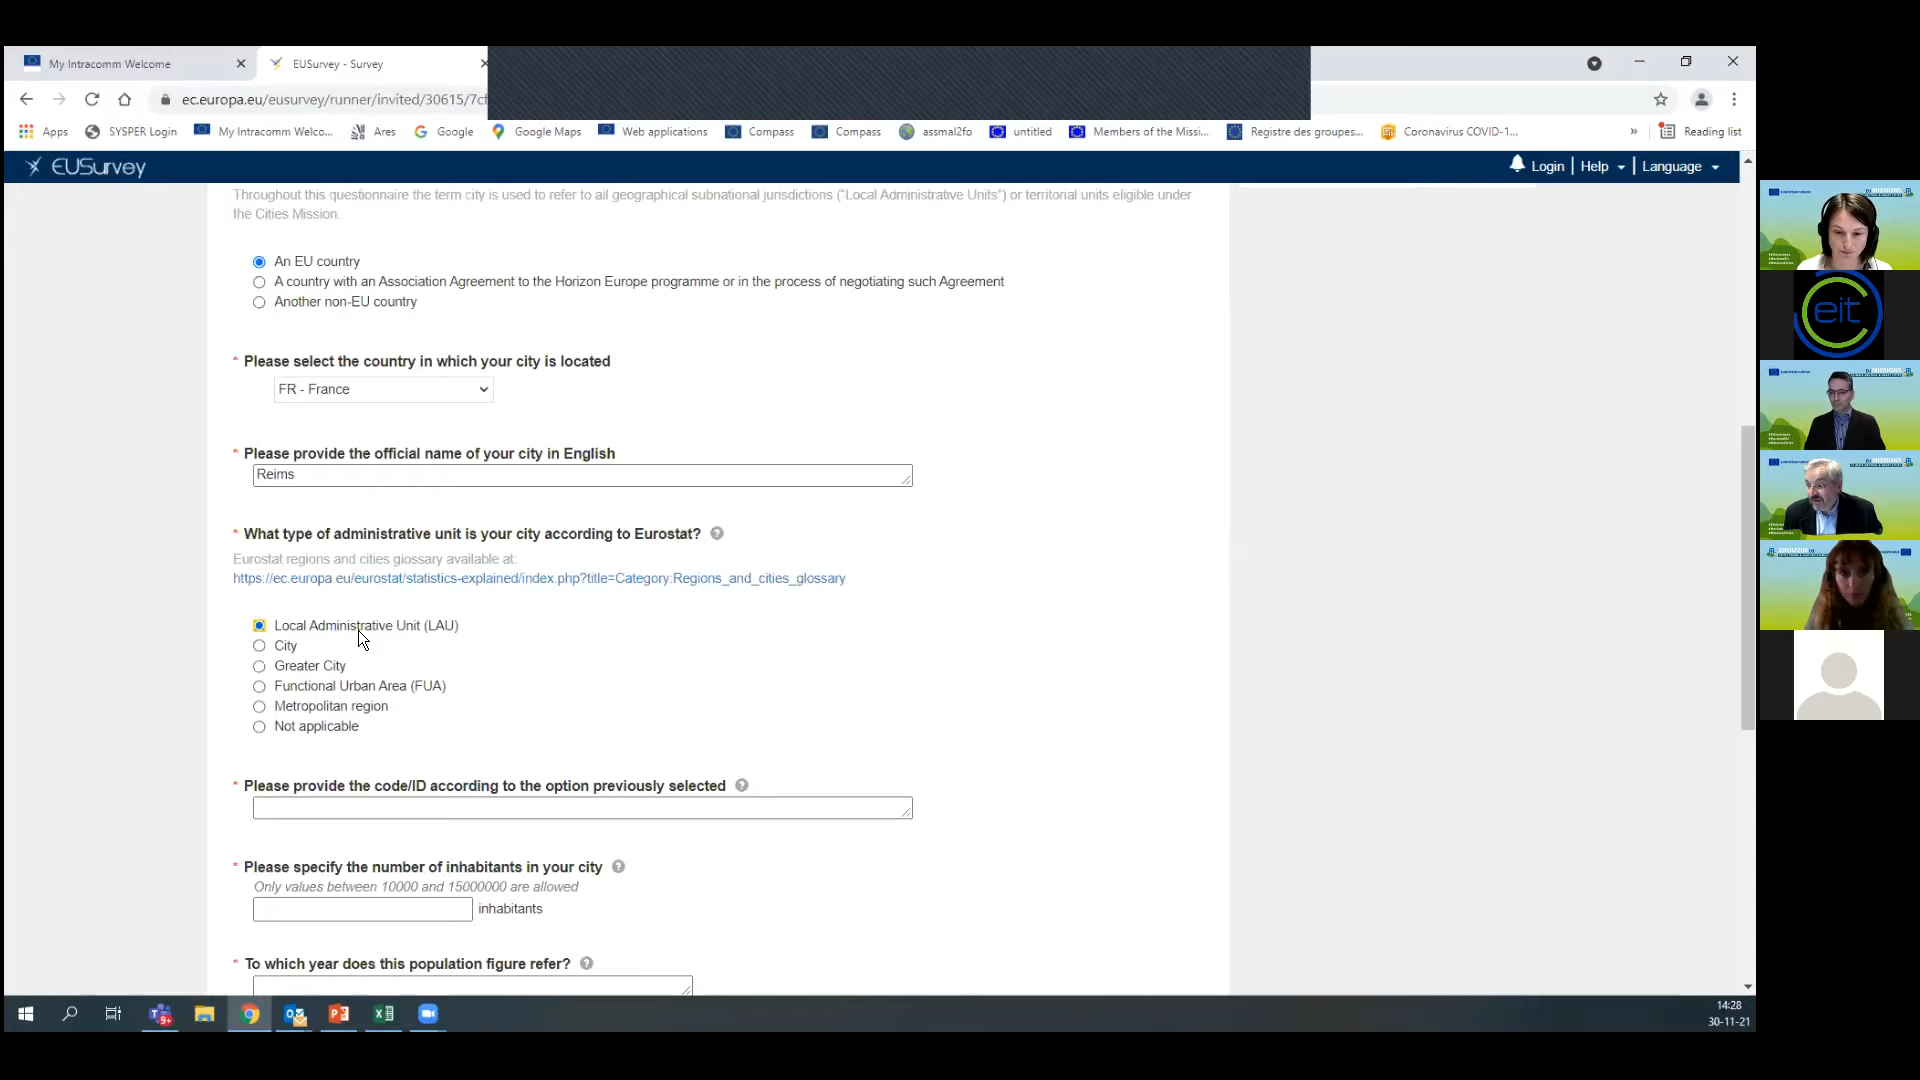 My Intracomm Welcome
EUSurvey - Survey
ec.europa.eu/eusurvey/runner/invited/30615/7cf
Apps
SYSPER Login
My Intracomm Welco...
Ares
Google
Google Maps
Web applications
Compass
Compass
assmal2fo
untitled
Members of the Missi...
Registre des groupes...
Coronavirus COVID-1...
»
Reading list
EUSurvey
Login | Help | Language
Throughout this questionnaire the term city is used to refer to all geographical subnational jurisdictions (“Local Administrative Units”) or territorial units eligible under
the Cities Mission.
An EU country
A country with an Association Agreement to the Horizon Europe programme or in the process of negotiating such Agreement
Another non-EU country
* Please select the country in which your city is located
FR - France
* Please provide the official name of your city in English
Reims
* What type of administrative unit is your city according to Eurostat?
Eurostat regions and cities glossary available at:
https://ec.europa.eu/eurostat/statistics-explained/index.php?title=Category:Regions_and_cities_glossary
Local Administrative Unit (LAU)
City
Greater City
Functional Urban Area (FUA)
Metropolitan region
Not applicable
* Please provide the code/ID according to the option previously selected
* Please specify the number of inhabitants in your city
Only values between 10000 and 15000000 are allowed
inhabitants
* To which year does this population figure refer?
14:28
30-11-21
eit